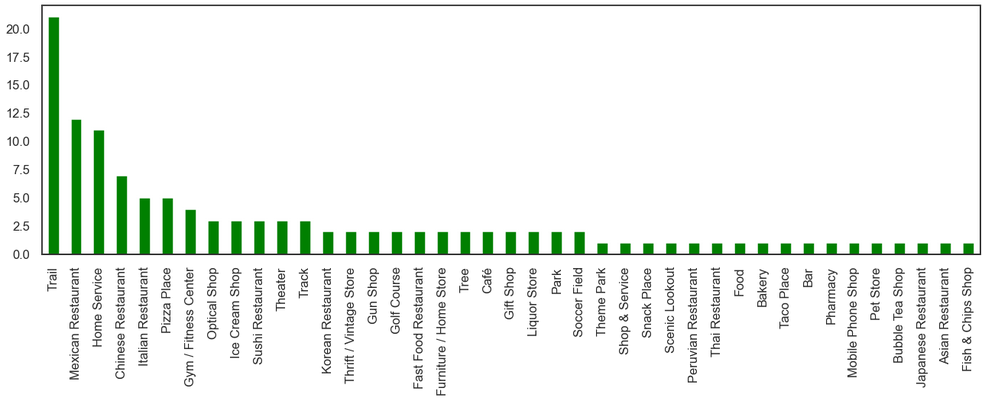 20.0
17.5
15.0
12.5
10.0
7.5
5.0
2.5
0.0
Trail
Mexican Restaurant
Home Service
Chinese Restaurant
Italian Restaurant
Pizza Place
Gym / Fitness Center
Optical Shop
Ice Cream Shop
Sushi Restaurant
Theater
Track
Korean Restaurant
Thrift / Vintage Store
Gun Shop
Golf Course
Fast Food Restaurant
Furniture / Home Store
Tree
Café
Gift Shop
Liquor Store
Park
Soccer Field
Theme Park
Shop & Service
Snack Place
Scenic Lookout
Peruvian Restaurant
Thai Restaurant
Food
Bakery
Taco Place
Bar
Pharmacy
Mobile Phone Shop
Pet Store
Bubble Tea Shop
Japanese Restaurant
Asian Restaurant
Fish & Chips Shop